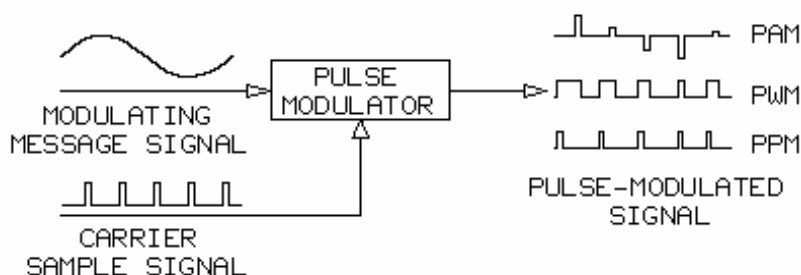 MODULATING
MESSAGE SIGNAL
PULSE
MODULATOR
CARRIER
SAMPLE SIGNAL
PAM
PWM
PPM
PULSE-MODULATED
SIGNAL